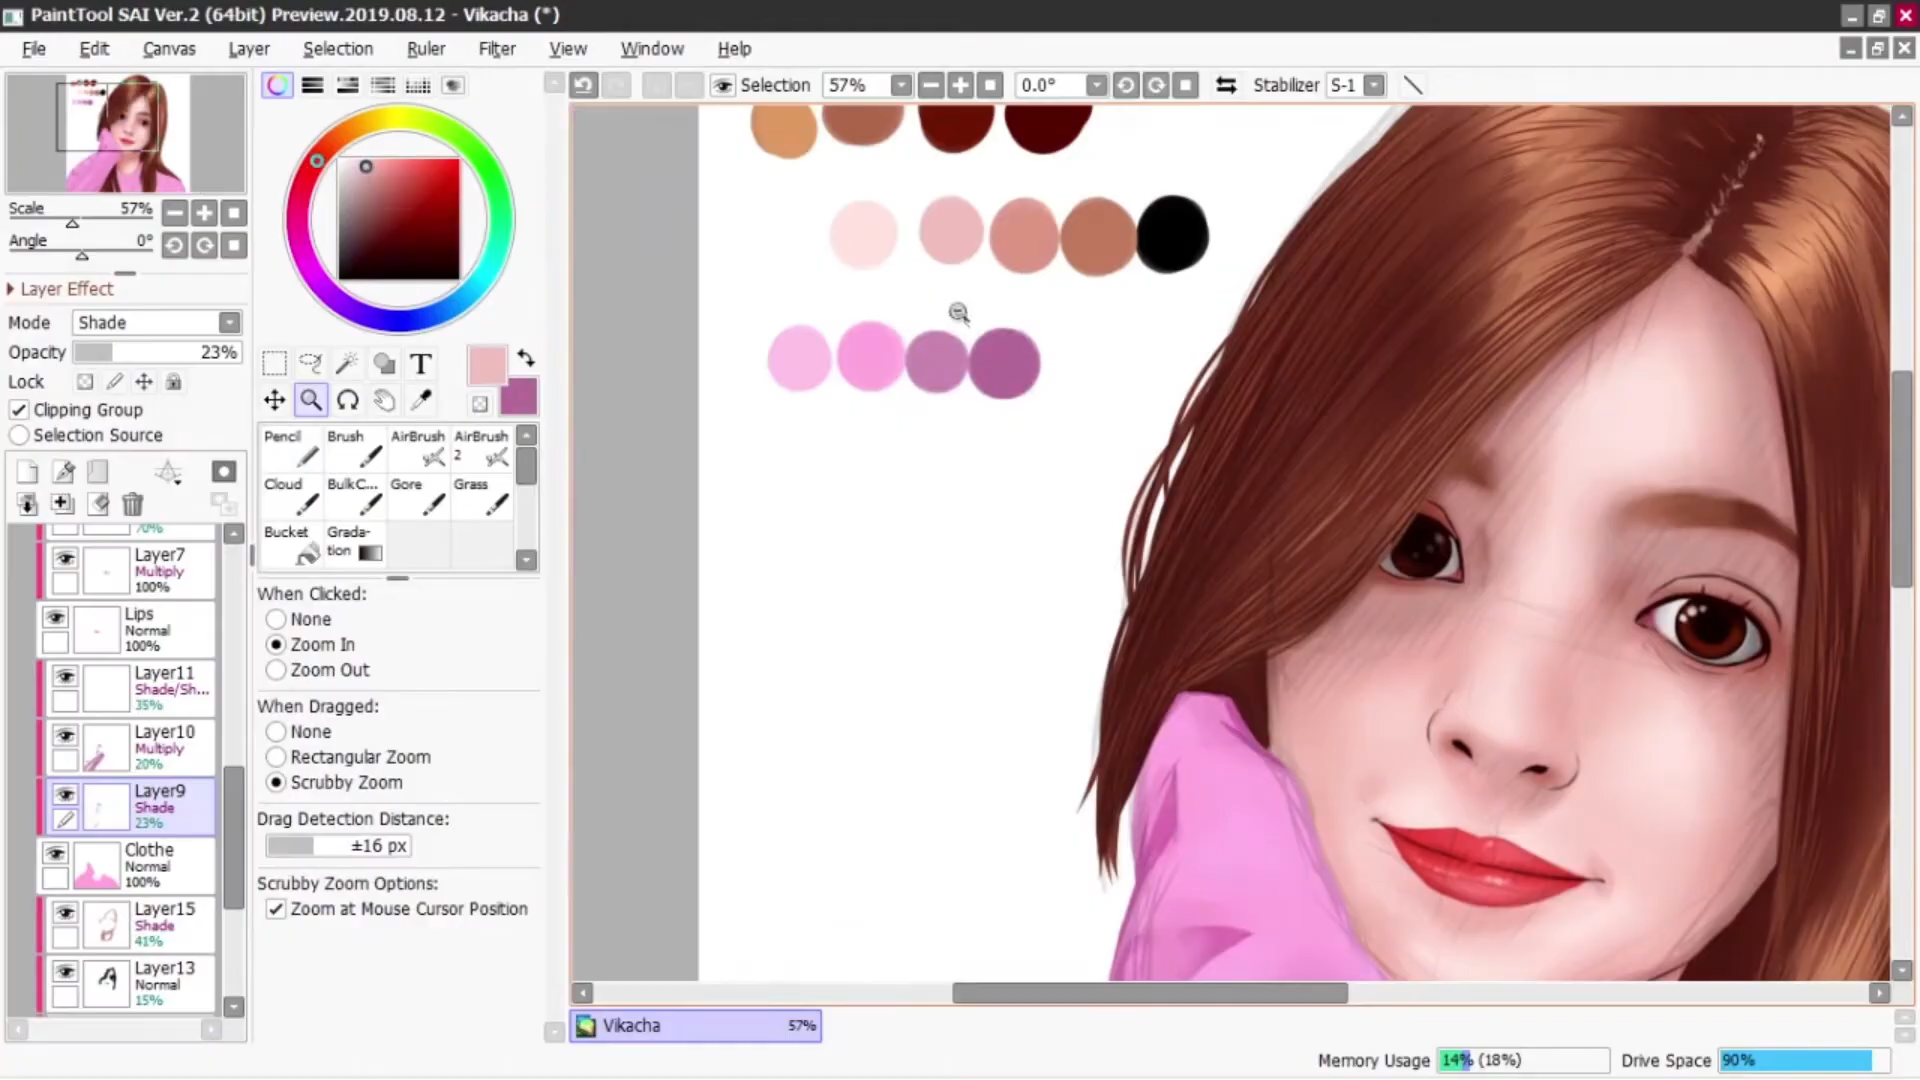 PaintTool SAI Ver.2 (64bit) Preview.2019.08.12 - Vikacha (*)
File Edit Canvas Layer Selection Ruler Filter View Window Help
Selection 57% 0.0° Stabilizer S-1
Scale 57%
Angle 0°
Layer Effect
Mode Shade
Opacity 23%
Lock
Clipping Group
Selection Source
70%
Layer7
Multiply
100%
Lips
Normal
100%
Layer11
Shade/Sh...
35%
Layer10
Multiply
20%
Layer9
Shade
23%
Clothe
Normal
100%
Layer15
Shade
41%
Layer13
Normal
15%
T
Pencil Brush AirBrush AirBrush 2
Cloud BulkC... Gore Grass
Bucket Grada-
tion
When Clicked:
None
Zoom In
Zoom Out
When Dragged:
None
Rectangular Zoom
Scrubby Zoom
Drag Detection Distance:
±16 px
Scrubby Zoom Options:
Zoom at Mouse Cursor Position
Vikacha 57%
Memory Usage 14% (18%) Drive Space 90%